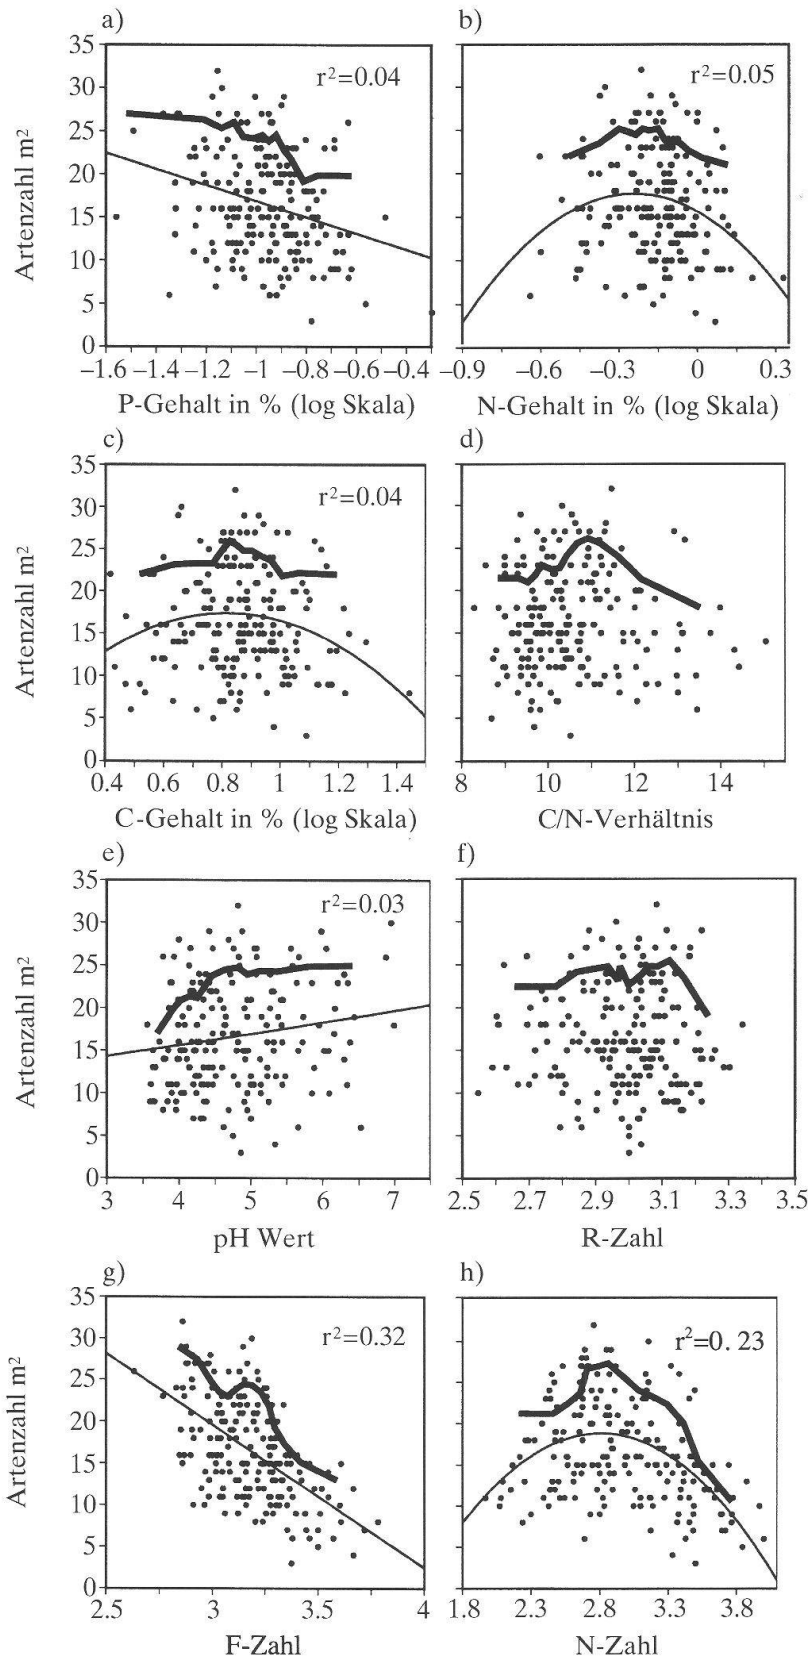 a) b)
35
30
25
20
15
10
5
0
Artenzahl m²
r²=0.04 r²=0.05
−1.6 −1.4 −1.2 −1 −0.8 −0.6 −0.4 −0.9 −0.6 −0.3 0 0.3
P-Gehalt in % (log Skala) N-Gehalt in % (log Skala)
c) d)
35
30
25
20
15
10
5
0
Artenzahl m²
r²=0.04
0.4 0.6 0.8 1 1.2 1.4 8 10 12 14
C-Gehalt in % (log Skala) C/N-Verhältnis
e) f)
35
30
25
20
15
10
5
0
Artenzahl m²
r²=0.03
3 4 5 6 7 2.5 2.7 2.9 3.1 3.3 3.5
pH Wert R-Zahl
g) h)
35
30
25
20
15
10
5
0
Artenzahl m²
r²=0.32 r²=0. 23
2.5 3 3.5 4 1.8 2.3 2.8 3.3 3.8
F-Zahl N-Zahl